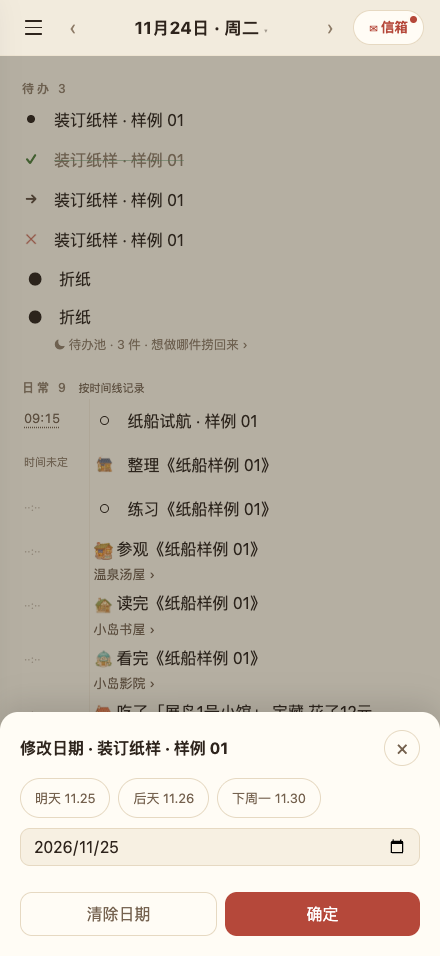 ‹ 11月24日 · 周二 › ✉ 信箱
待办 3
装订纸样 · 样例 01
装订纸样 · 样例 01
装订纸样 · 样例 01
装订纸样 · 样例 01
折纸
折纸
待办池 · 3 件 · 想做哪件捞回来 ›
日常 9 按时间线记录
09:15 纸船试航 · 样例 01
时间未定 整理《纸船样例 01》
--:-- 练习《纸船样例 01》
--:-- 参观《纸船样例 01》
温泉汤屋 ›
--:-- 读完《纸船样例 01》
小岛书屋 ›
--:-- 看完《纸船样例 01》
小岛影院 ›
修改日期 · 装订纸样 · 样例 01
×
明天 11.25 后天 11.26 下周一 11.30
2026/11/25
清除日期 确定